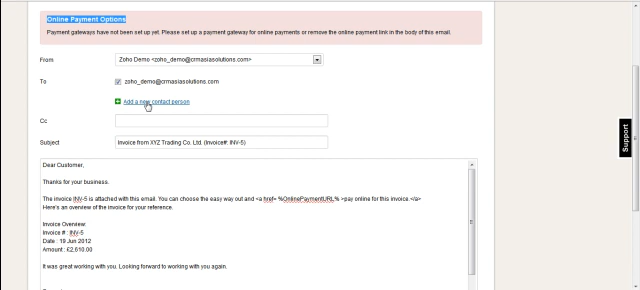 Online Payment Options
Payment gateways have not been set up yet. Please set up a payment gateway for online payments or remove the online payment link in the body of this email.
From
Zoho Demo <zoho_demo@crmasiasolutions.com>
To
zoho_demo@crmasiasolutions.com
Add a new contact person
Cc
Subject
Invoice from XYZ Trading Co. Ltd. (Invoice#: INV-5)
Dear Customer,
Thanks for your business.
The invoice INV-5 is attached with this email. You can choose the easy way out and <a href= %OnlinePaymentURL% >pay online for this invoice.</a>
Here's an overview of the invoice for your reference.
Invoice Overview:
Invoice # : INV-5
Date : 19 Jun 2012
Amount : £2,610.00
It was great working with you. Looking forward to working with you again.
Support